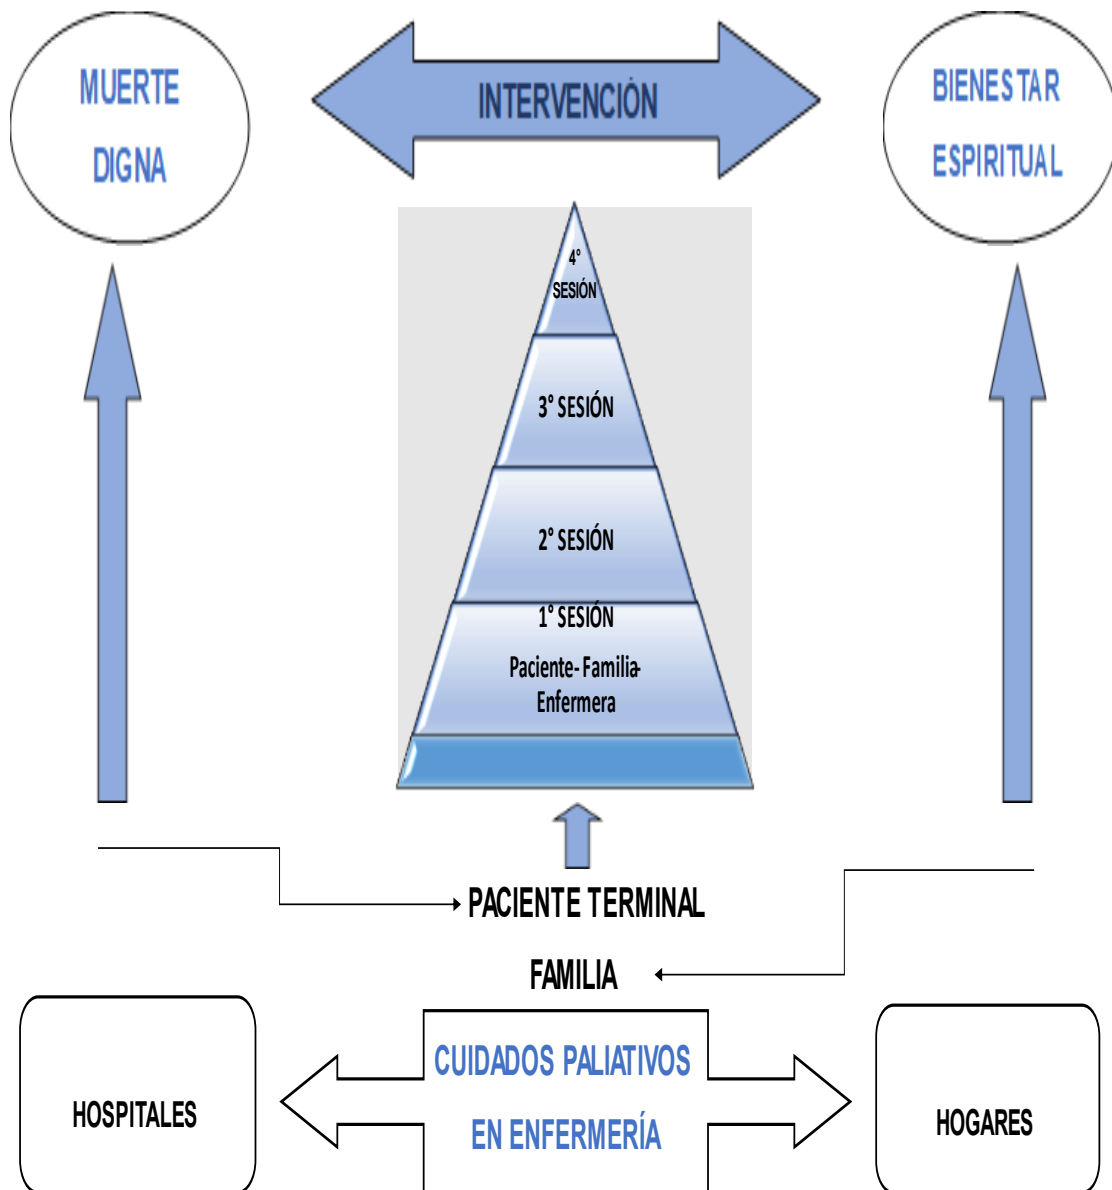 MUERTE
DIGNA
INTERVENCIÓN
BIENESTAR
ESPIRITUAL
4°
SESIÓN
3° SESIÓN
2° SESIÓN
1° SESIÓN
Paciente- Familia-
Enfermera
PACIENTE TERMINAL
FAMILIA
HOSPITALES
CUIDADOS PALIATIVOS
EN ENFERMERÍA
HOGARES